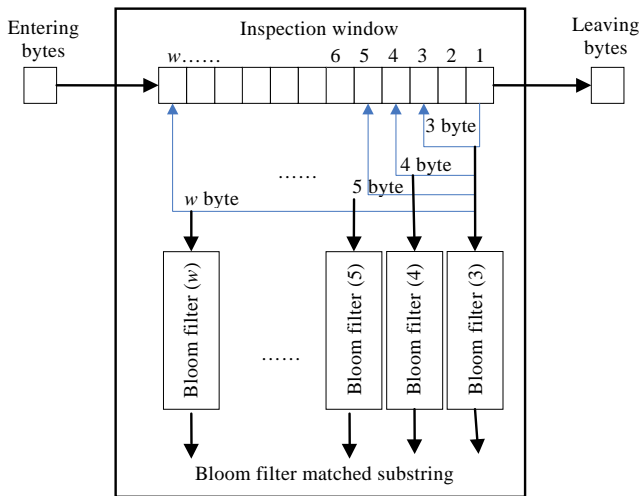 Entering
bytes
Inspection window
Leaving
bytes
w…… 6 5 4 3 2 1
3 byte
4 byte
……
5 byte
w byte
Bloom filter (w)
……
Bloom filter (5)
Bloom filter (4)
Bloom filter (3)
Bloom filter matched substring